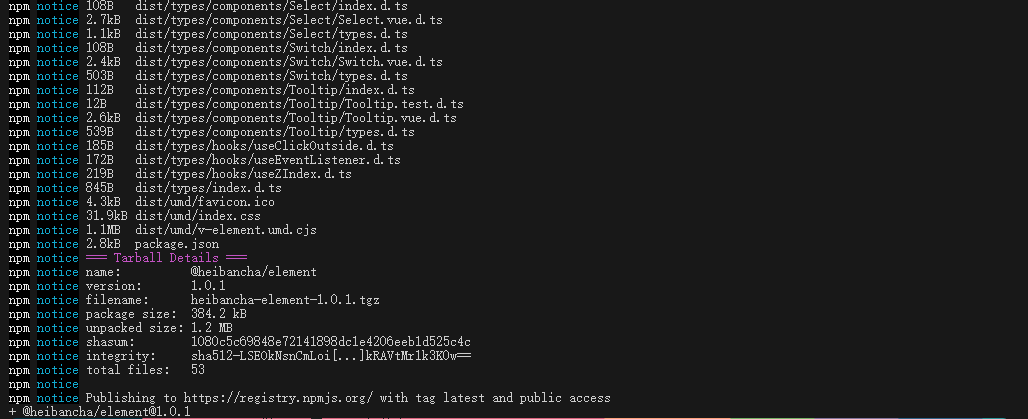 npm notice 108B dist/types/components/Select/index.d.ts
npm notice 2.7kB dist/types/components/Select/Select.vue.d.ts
npm notice 1.1kB dist/types/components/Select/types.d.ts
npm notice 108B dist/types/components/Switch/index.d.ts
npm notice 2.4kB dist/types/components/Switch/Switch.vue.d.ts
npm notice 503B dist/types/components/Switch/types.d.ts
npm notice 112B dist/types/components/Tooltip/index.d.ts
npm notice 12B dist/types/components/Tooltip/Tooltip.test.d.ts
npm notice 2.6kB dist/types/components/Tooltip/Tooltip.vue.d.ts
npm notice 539B dist/types/components/Tooltip/types.d.ts
npm notice 185B dist/types/hooks/useClickOutside.d.ts
npm notice 172B dist/types/hooks/useEventListener.d.ts
npm notice 219B dist/types/hooks/useZIndex.d.ts
npm notice 845B dist/types/index.d.ts
npm notice 4.3kB dist/umd/favicon.ico
npm notice 31.9kB dist/umd/index.css
npm notice 1.1MB dist/umd/v-element.umd.cjs
npm notice 2.8kB package.json
npm notice === Tarball Details ===
npm notice name: @heibancha/element
npm notice version: 1.0.1
npm notice filename: heibancha-element-1.0.1.tgz
npm notice package size: 384.2 kB
npm notice unpacked size: 1.2 MB
npm notice shasum: 1080c5c69848e72141898dc1e4206eeb1d525c4c
npm notice integrity: sha512-LSE0kNsnCmLoi[...]kRAVtMr1k3K0w==
npm notice total files: 53
npm notice
npm notice Publishing to https://registry.npmjs.org/ with tag latest and public access
+ @heibancha/element@1.0.1